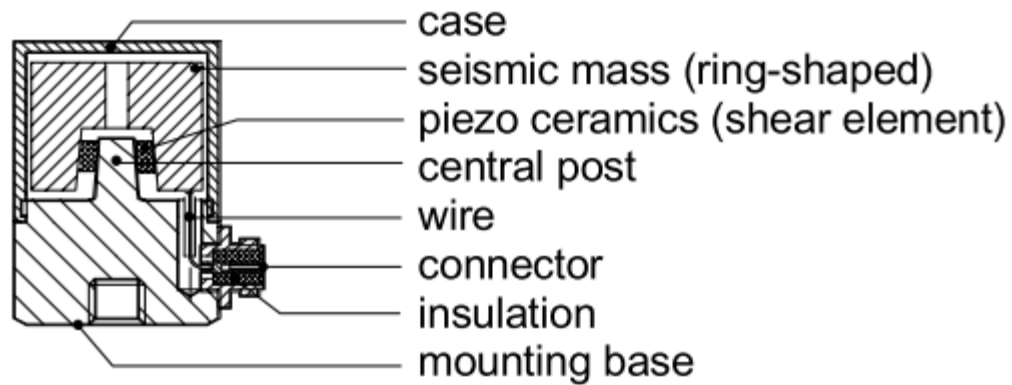 case
seismic mass (ring-shaped)
piezo ceramics (shear element)
central post
wire
connector
insulation
mounting base